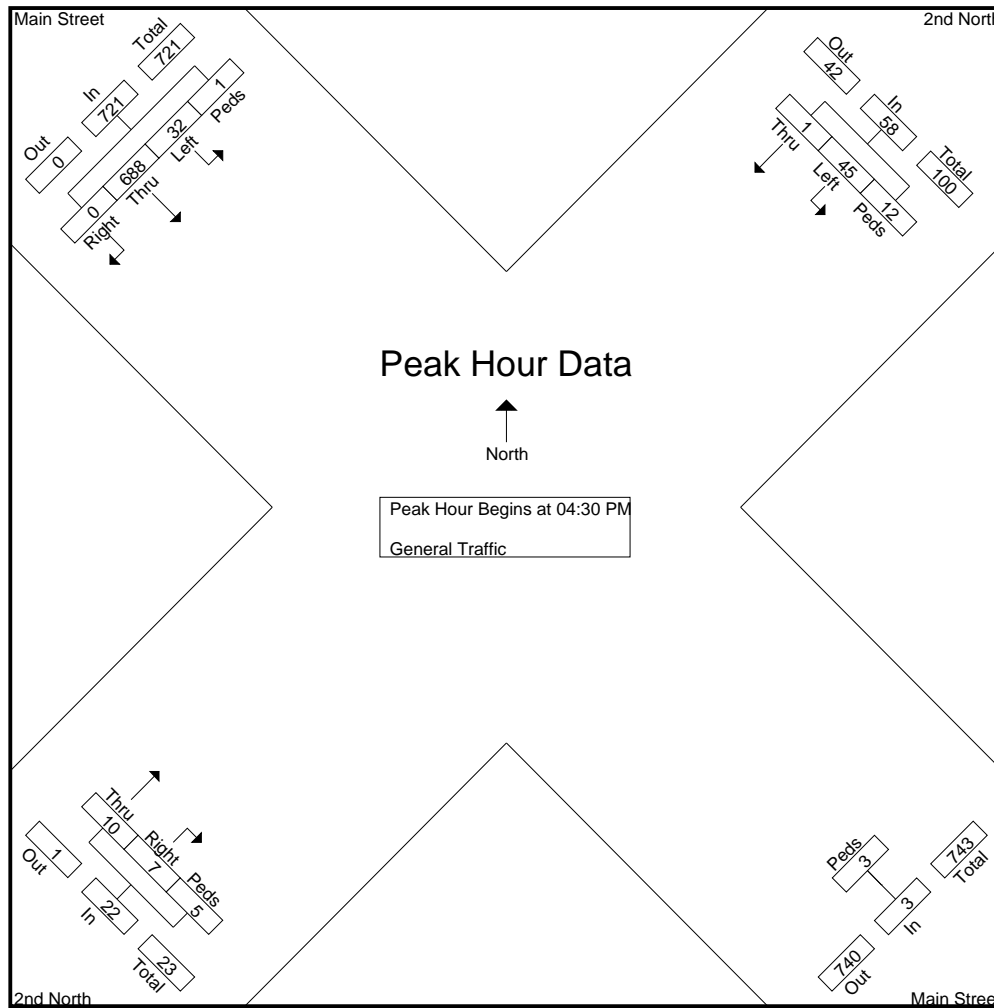 Main Street
2nd North
Total
721
In
721
Out
0
1
Peds
32
Left
688
Thru
0
Right
Out
42
In
58
Total
100
1
Thru
45
Left
12
Peds
Peak Hour Data
North
Peak Hour Begins at 04:30 PM
General Traffic
Thru
10
Right
7
Peds
5
1
Out
22
In
23
Total
Peds
3
743
Total
3
In
740
Out
2nd North
Main Stree